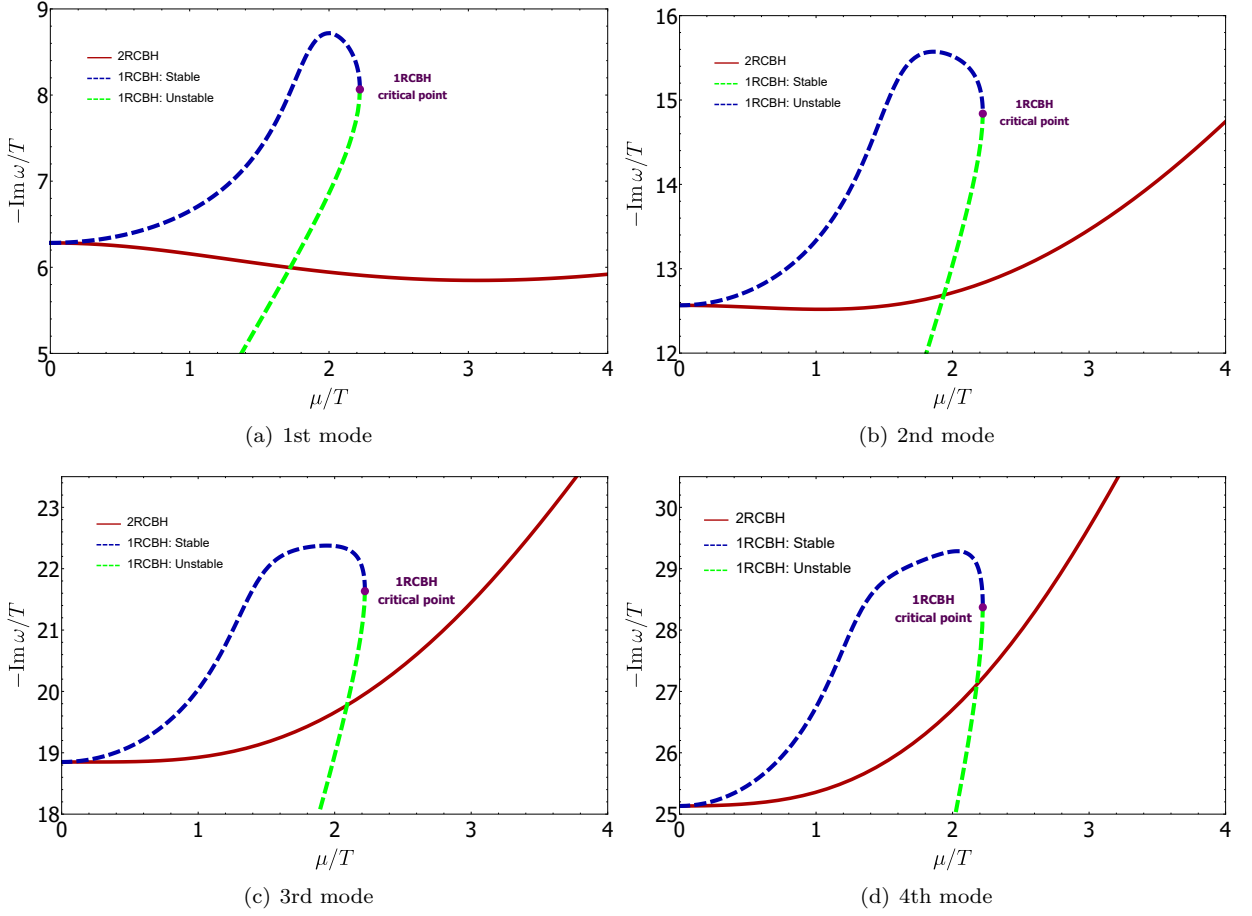 9
8
7
6
5
0
1
2
3
4
−Im ω/T
μ/T
2RCBH
1RCBH: Stable
1RCBH: Unstable
1RCBH
critical point
(a) 1st mode
16
15
14
13
12
0
1
2
3
4
−Im ω/T
μ/T
2RCBH
1RCBH: Stable
1RCBH: Unstable
1RCBH
critical point
(b) 2nd mode
23
22
21
20
19
18
0
1
2
3
4
−Im ω/T
μ/T
2RCBH
1RCBH: Stable
1RCBH: Unstable
1RCBH
critical point
(c) 3rd mode
30
29
28
27
26
25
0
1
2
3
4
−Im ω/T
μ/T
2RCBH
1RCBH: Stable
1RCBH: Unstable
1RCBH
critical point
(d) 4th mode